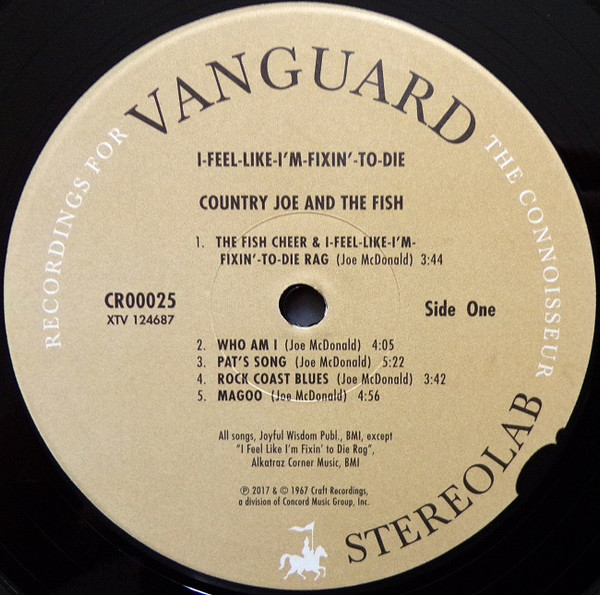 RECORDINGS FOR VANGUARD THE CONNOISSEUR
I-FEEL-LIKE-I'M-FIXIN'-TO-DIE
COUNTRY JOE AND THE FISH
1. THE FISH CHEER & I-FEEL-LIKE-I'M-
FIXIN'-TO-DIE RAG (Joe McDonald) 3:44
CR00025
XTV 124687
Side One
2. WHO AM I (Joe McDonald) 4:05
3. PAT'S SONG (Joe McDonald) 5:22
4. ROCK COAST BLUES (Joe McDonald) 3:42
5. MAGOO (Joe McDonald) 4:56
All songs, Joyful Wisdom Publ., BMI, except
"I Feel Like I'm Fixin' to Die Rag",
Alkatraz Corner Music, BMI
℗ 2017 & © 1967 Craft Recordings,
a division of Concord Music Group, Inc.
STEREOLAB